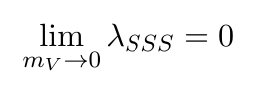 lim_{m_V→0} λ_{SSS} = 0